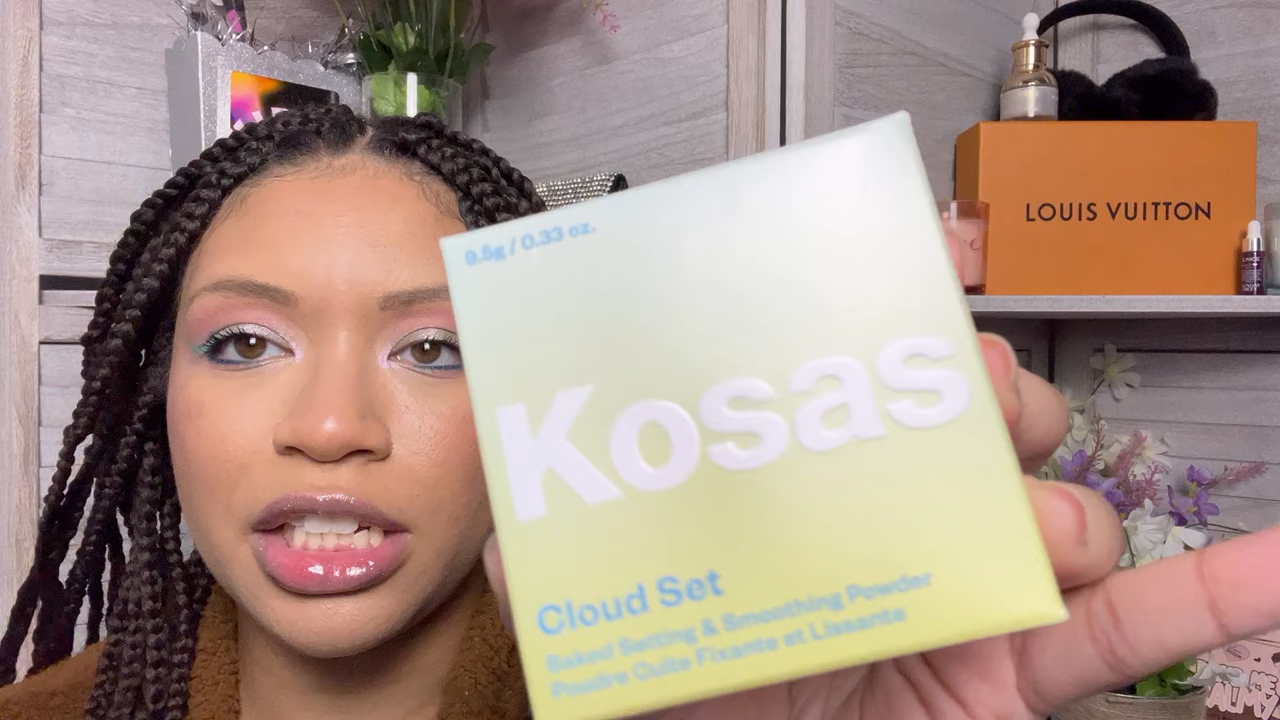 9.5g / 0.33 oz.
Kosas
Cloud Set
Baked Setting & Smoothing Powder
Poudre Cuite Fixante et Lissante
LOUIS VUITTON